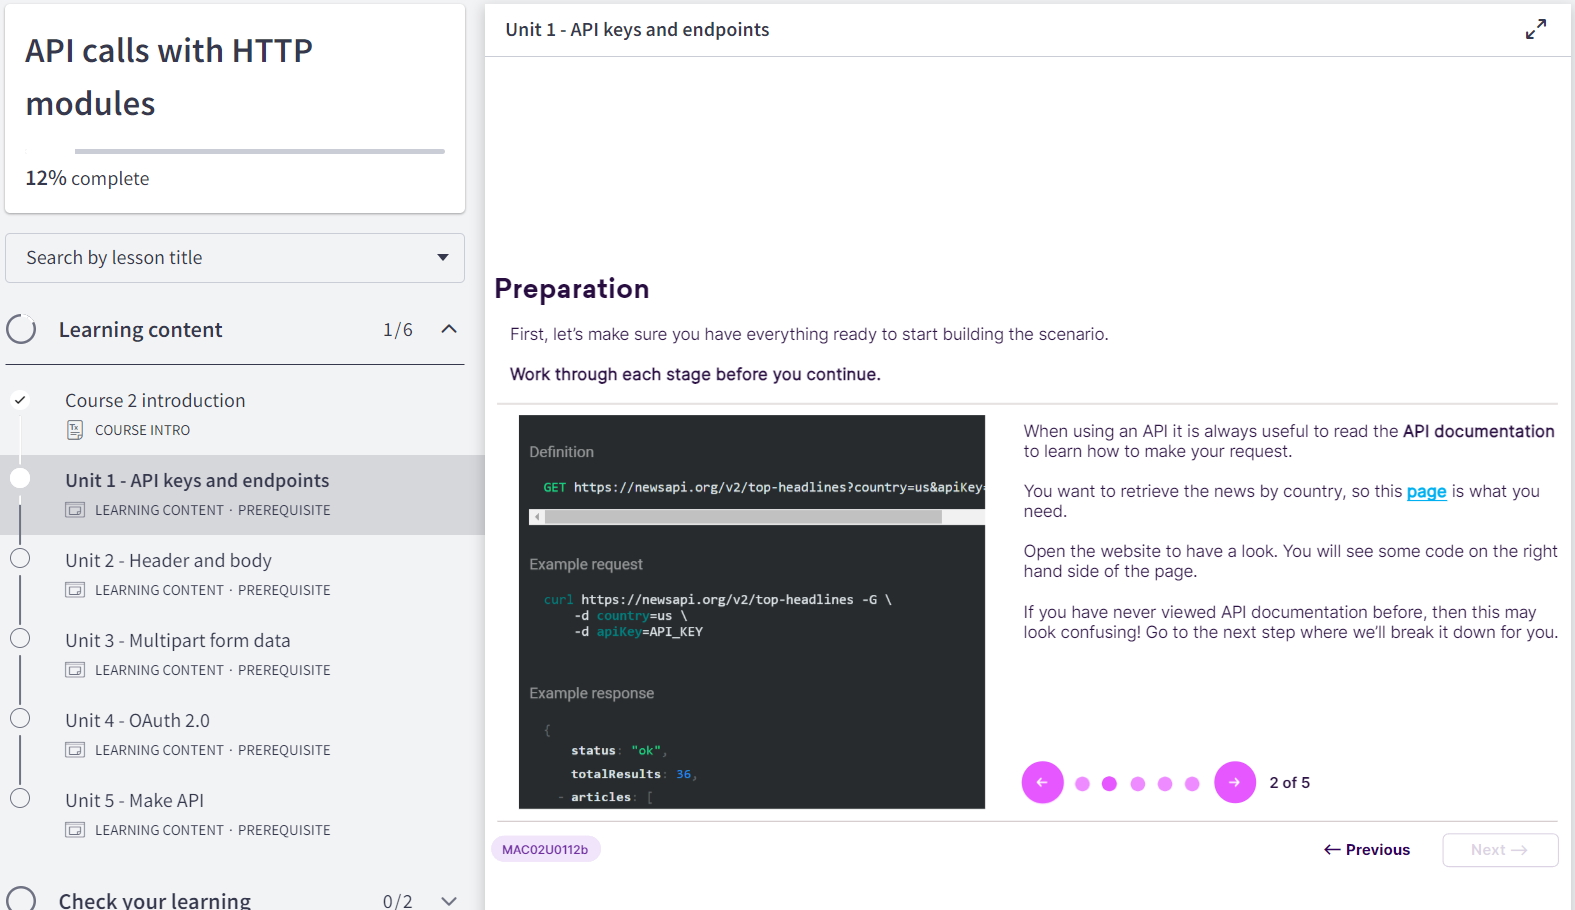 API calls with HTTP
modules
12% complete
Search by lesson title
Learning content 1/6
Course 2 introduction
Tx
COURSE INTRO
Unit 1 - API keys and endpoints
LEARNING CONTENT · PREREQUISITE
Unit 2 - Header and body
LEARNING CONTENT · PREREQUISITE
Unit 3 - Multipart form data
LEARNING CONTENT · PREREQUISITE
Unit 4 - OAuth 2.0
LEARNING CONTENT · PREREQUISITE
Unit 5 - Make API
LEARNING CONTENT · PREREQUISITE
Check your learning 0/2
Unit 1 - API keys and endpoints
Preparation
First, let's make sure you have everything ready to start building the scenario.
Work through each stage before you continue.
Definition
GET https://newsapi.org/v2/top-headlines?country=us&apiKey=
Example request
curl https://newsapi.org/v2/top-headlines -G \
-d country=us \
-d apiKey=API_KEY
Example response
{
status: "ok",
totalResults: 36,
- articles: [
When using an API it is always useful to read the API documentation
to learn how to make your request.
You want to retrieve the news by country, so this page is what you
need.
Open the website to have a look. You will see some code on the right
hand side of the page.
If you have never viewed API documentation before, then this may
look confusing! Go to the next step where we'll break it down for you.
← → 2 of 5
MAC02U0112b
← Previous
Next →